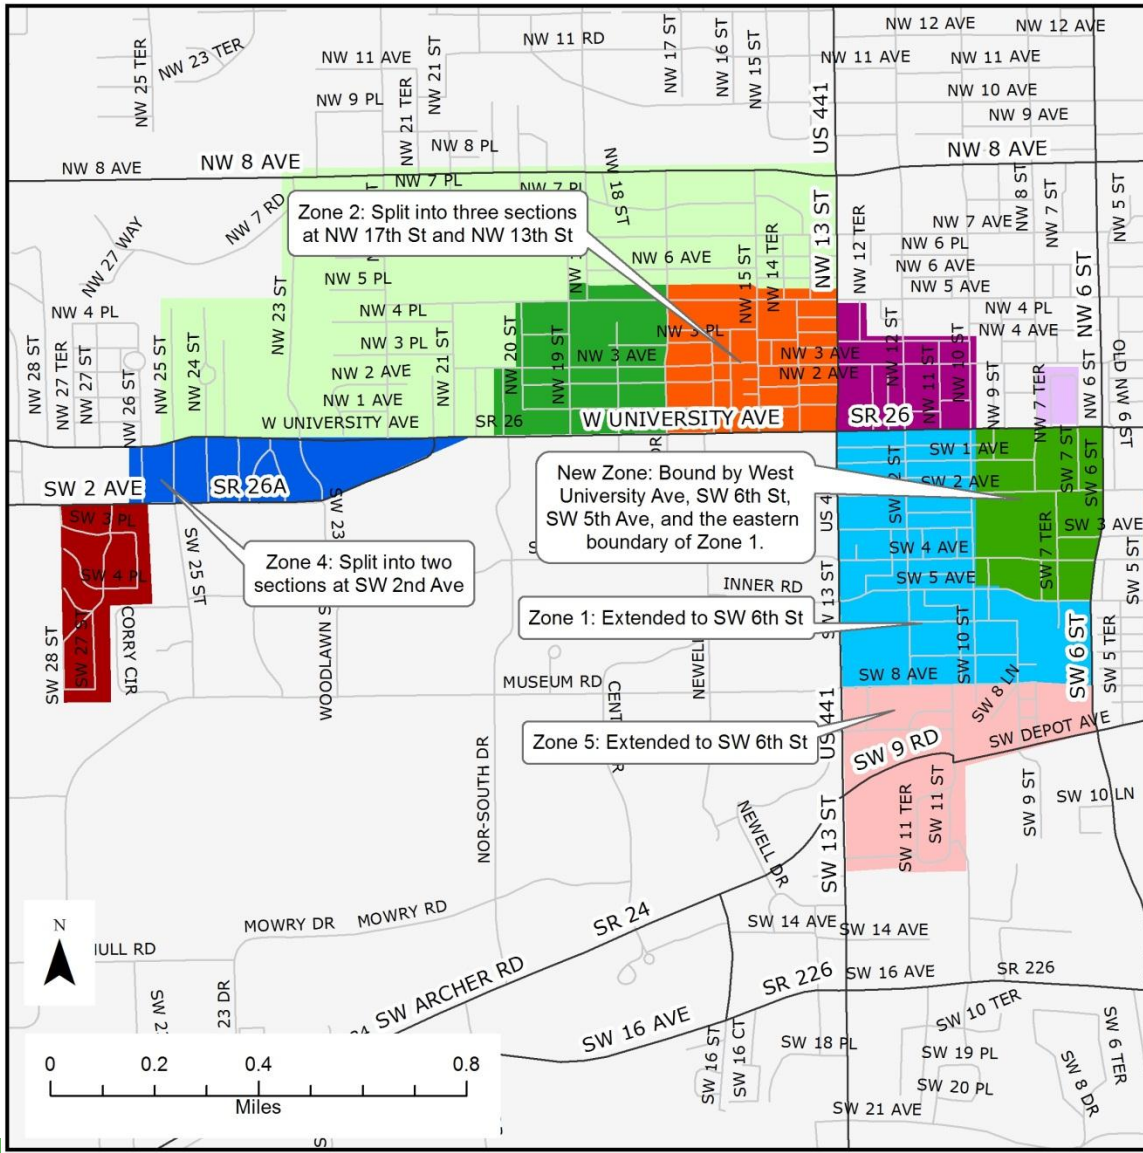 NW 12 AVE
NW 12 AVE
NW 25 TER
NW 23 TER
NW 11 RD
NW 17 ST
NW 16 ST
NW 15 ST
NW 11 AVE
NW 21 ST
NW 11 AVE
NW 11 AVE
NW 9 PL
NW 21 TER
US 441
NW 10 AVE
NW 9 AVE
NW 8 PL
NW 8 AVE
NW 8 AVE
NW 8 AVE
NW 18 ST
NW 7 PL
NW 7 PL
NW 8 ST
NW 7 ST
NW 5 ST
NW 7 RD
Zone 2: Split into three sections
at NW 17th St and NW 13th St
NW 13 ST
NW 12 TER
NW 7 AVE
NW 27 WAY
NW 6 PL
NW 6 AVE
NW 6 AVE
NW 15 ST
NW 14 TER
NW 5 PL
NW 5 AVE
NW 6 ST
NW 23 ST
NW 4 PL
NW 4 PL
NW 4 PL
NW 4 AVE
NW 28 ST
NW 27 TER
NW 27 ST
NW 26 ST
NW 25 ST
NW 24 ST
NW 3 PL
NW 21 ST
NW 20 ST
NW 19 ST
NW 3 AVE
NW 3 AVE
NW 2 AVE
NW 2 AVE
NW 12 ST
NW 11 ST
NW 10 ST
NW 9 ST
NW 7 TER
NW 6 ST
OLD NW 6 ST
NW 1 AVE
W UNIVERSITY AVE
SR 26
W UNIVERSITY AVE
SR 26
SW 1 AVE
SW 7 ST
SW 6 ST
New Zone: Bound by West
University Ave, SW 6th St,
SW 5th Ave, and the eastern
boundary of Zone 1.
SW 2 AVE
SW 2 AVE
SR 26A
SW 3 PL
SW 3 AVE
SW 7 TER
SW 4 AVE
SW 4 PL
SW 25 ST
SW 23
Zone 4: Split into two
sections at SW 2nd Ave
INNER RD
SW 5 AVE
SW 5 ST
SW 13 ST
Zone 1: Extended to SW 6th St
SW 28 ST
SW 27 ST
CORRY CIR
WOODLAWN
NEWELL
SW 10 ST
SW 6 ST
SW 5 TER
MUSEUM RD
SW 8 AVE
SW 8 LN
US 441
Zone 5: Extended to SW 6th St
SW DEPOT AVE
SW 9 RD
NOR-SOUTH DR
SW 11 TER
SW 11 ST
SW 9 ST
SW 10 LN
NEWELL DR
SW 13 ST
MOWRY DR
MOWRY RD
SR 24
SW 14 AVE
SW 14 AVE
N
HULL RD
SW ARCHER RD
SR 226
SW 16 AVE
SR 226
23 DR
SW 16 AVE
SW 10 TER
SW 6 TER
SW 16 ST
SW 16 CT
SW 18 PL
SW 19 PL
SW 8 DR
SW 20 PL
SW 21 AVE
0 0.2 0.4 0.8
Miles